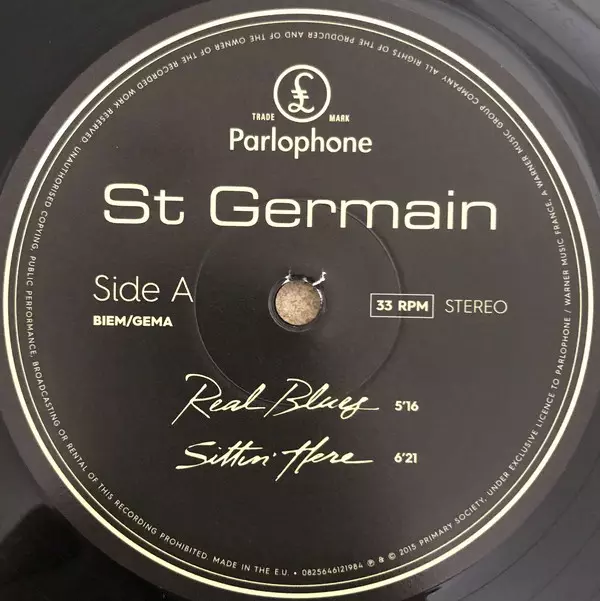 £
TRADE MARK
Parlophone
St Germain
Side A
BIEM/GEMA
33 RPM STEREO
Real Blues 5'16
Sittin' Here 6'21
ALL RIGHTS OF THE PRODUCER AND OF THE OWNER OF THE RECORDED WORK RESERVED. UNAUTHORISED COPYING, PUBLIC PERFORMANCE, BROADCASTING OR RENTAL OF THIS RECORDING PROHIBITED. MADE IN THE E.U. • 0825646121984 ℗ & © 2015 PRIMARY SOCIETY, UNDER EXCLUSIVE LICENCE TO PARLOPHONE / WARNER MUSIC FRANCE, A WARNER MUSIC GROUP COMPANY.